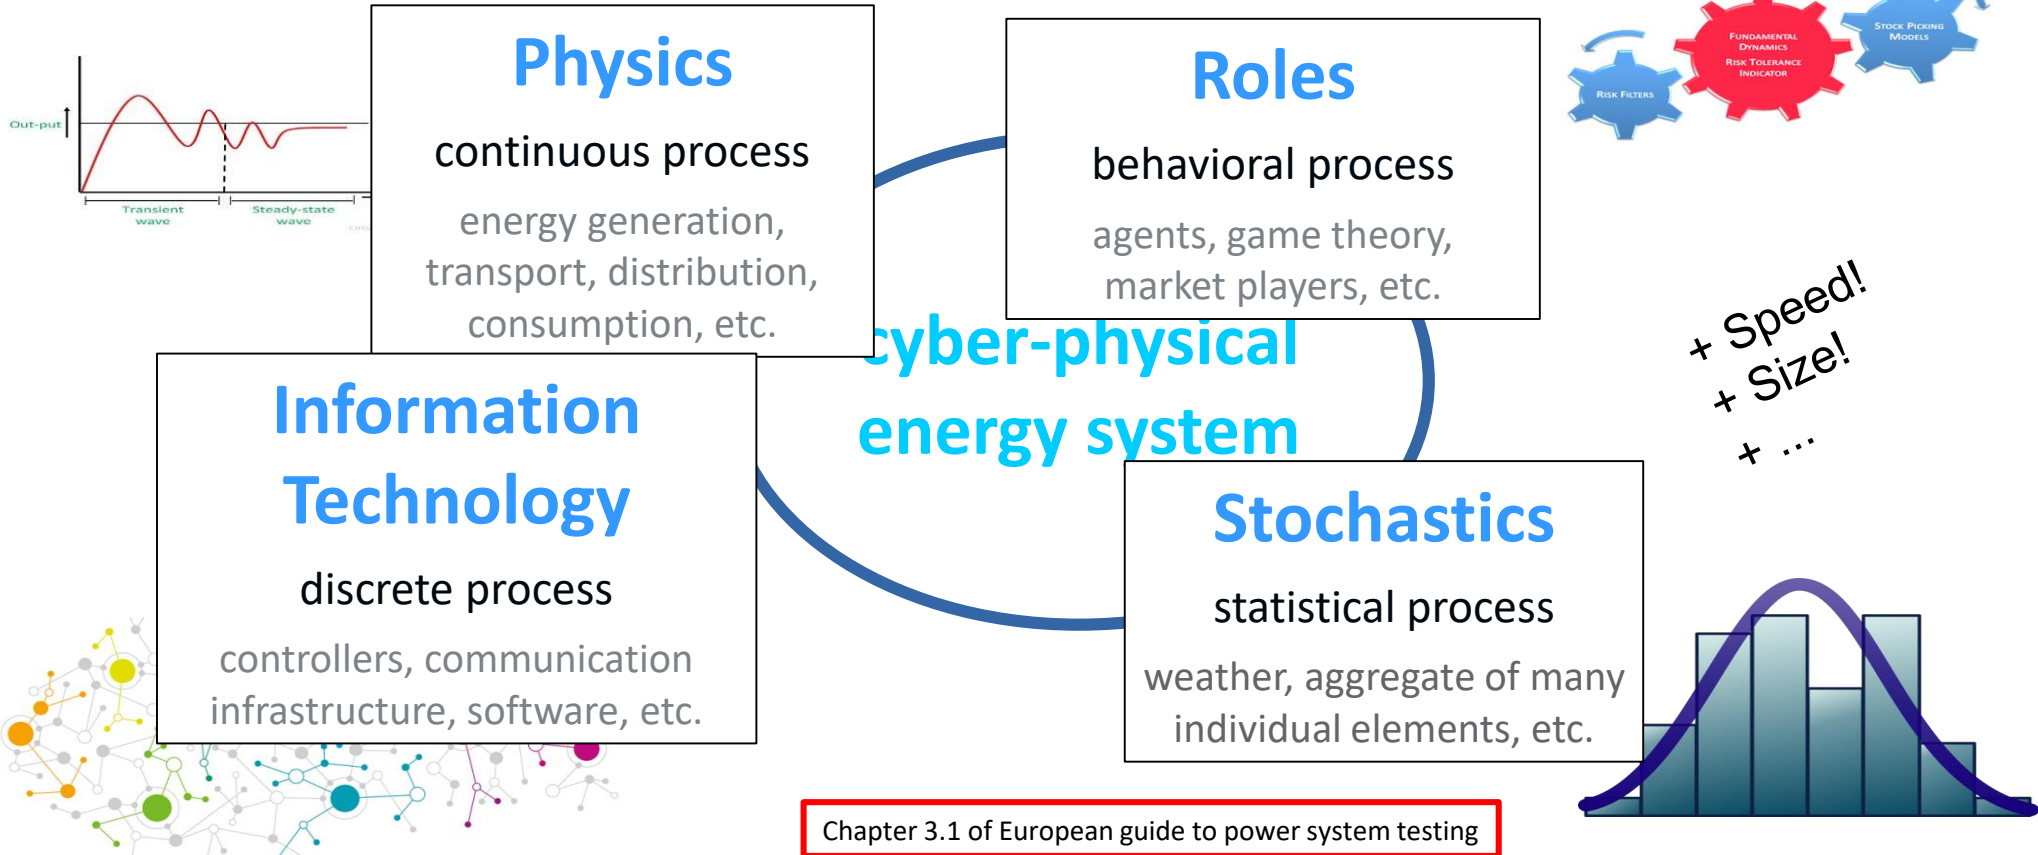 Out-put
Transient
wave
Steady-state
wave
Physics
continuous process
energy generation,
transport, distribution,
consumption, etc.
Roles
behavioral process
agents, game theory,
market players, etc.
RISK FILTERS
FUNDAMENTAL
DYNAMICS
RISK TOLERANCE
INDICATOR
STOCK PICKING
MODELS
cyber-physical
energy system
+ Speed!
+ Size!
+ ...
Information
Technology
discrete process
controllers, communication
infrastructure, software, etc.
Stochastics
statistical process
weather, aggregate of many
individual elements, etc.
Chapter 3.1 of European guide to power system testing